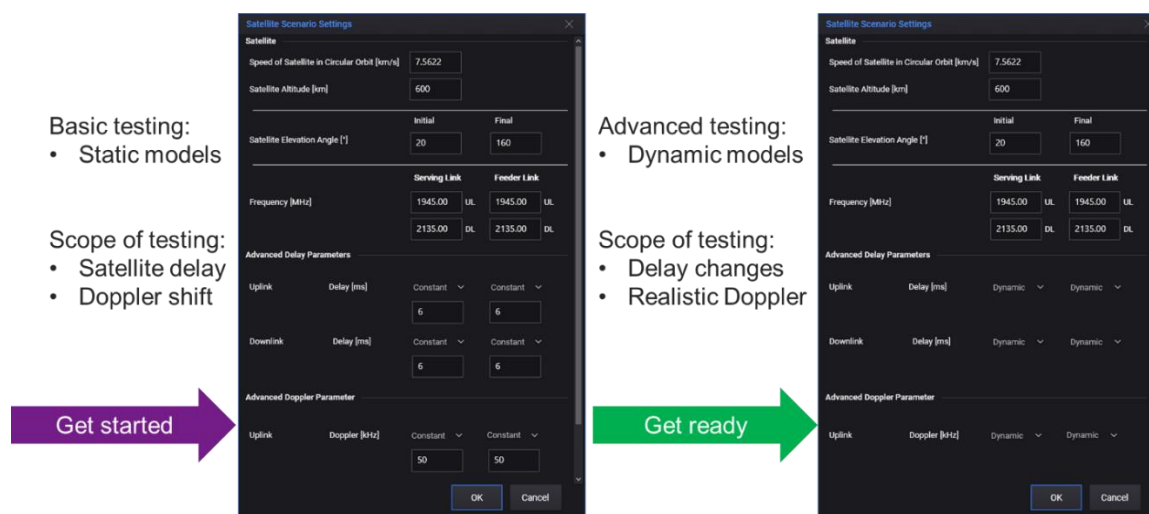 Basic testing:
• Static models
Scope of testing:
• Satellite delay
• Doppler shift
Get started
Satellite Scenario Settings
Satellite
Speed of Satellite in Circular Orbit [km/s] 7.5622
Satellite Altitude [km] 600
Initial Final
Satellite Elevation Angle [°] 20 160
Serving Link Feeder Link
Frequency [MHz] 1945.00 UL 1945.00 UL
2135.00 DL 2135.00 DL
Advanced Delay Parameters
Uplink Delay [ms] Constant Constant
6 6
Downlink Delay [ms] Constant Constant
6 6
Advanced Doppler Parameter
Uplink Doppler [kHz] Constant Constant
50 50
OK Cancel
Advanced testing:
• Dynamic models
Scope of testing:
• Delay changes
• Realistic Doppler
Get ready
Satellite Scenario Settings
Satellite
Speed of Satellite in Circular Orbit [km/s] 7.5622
Satellite Altitude [km] 600
Initial Final
Satellite Elevation Angle [°] 20 160
Serving Link Feeder Link
Frequency [MHz] 1945.00 UL 1945.00 UL
2135.00 DL 2135.00 DL
Advanced Delay Parameters
Uplink Delay [ms] Dynamic Dynamic
Downlink Delay [ms] Dynamic Dynamic
Advanced Doppler Parameter
Uplink Doppler [kHz] Dynamic Dynamic
OK Cancel